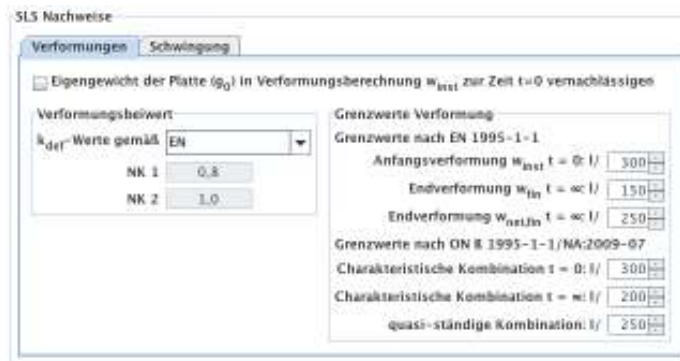 SLS Nachweise
Verformungen Schwingung
Eigengewicht der Platte (g0) in Verformungsberechnung winst zur Zeit t=0 vernachlässigen
Verformungsbeiwert
kdef-Werte gemäß EN
NK 1 0,8
NK 2 1,0
Grenzwerte Verformung
Grenzwerte nach EN 1995-1-1
Anfangsverformung winst t = 0: l/ 300
Endverformung wfin t = ∞: l/ 150
Endverformung wnet,fin t = ∞: l/ 250
Grenzwerte nach ON B 1995-1-1/NA:2009-07
Charakteristische Kombination t = 0: l/ 300
Charakteristische Kombination t = ∞: l/ 200
quasi-ständige Kombination: l/ 250